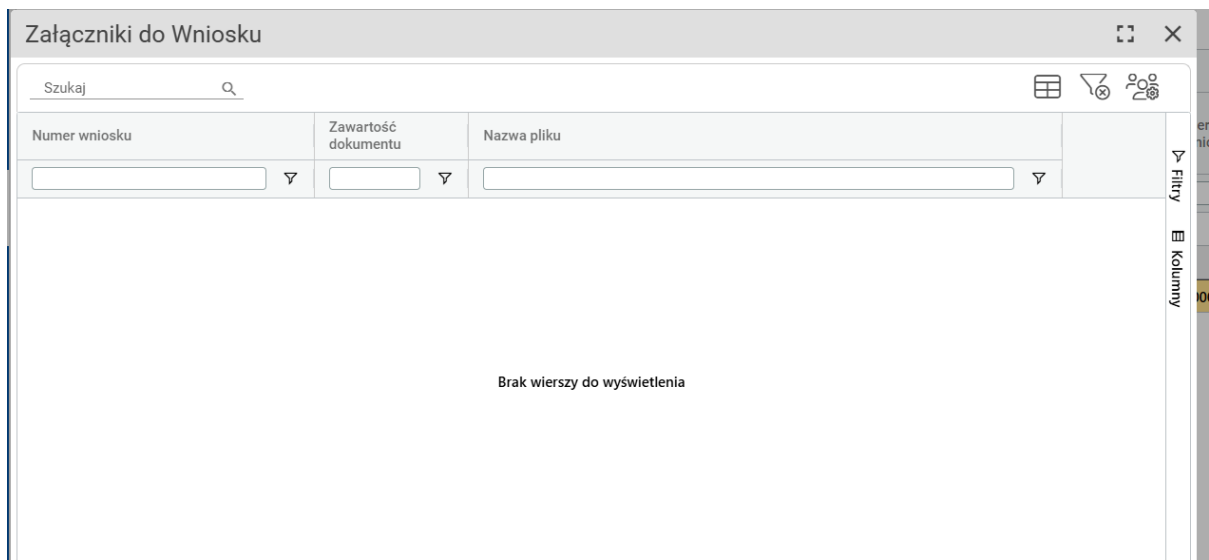 Załączniki do Wniosku
Szukaj
Numer wniosku
Zawartość
dokumentu
Nazwa pliku
Filtry
Kolumny
Brak wierszy do wyświetlenia